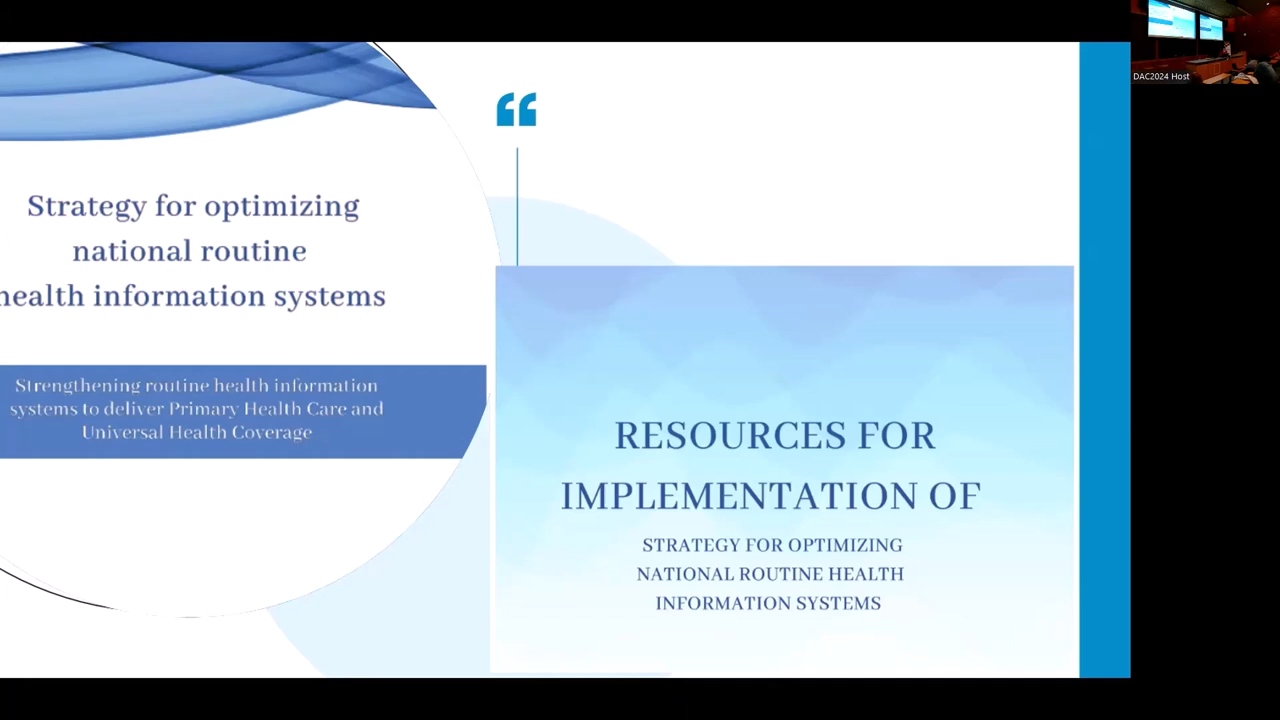 DAC2024 Host
“
Strategy for optimizing
national routine
health information systems
Strengthening routine health information
systems to deliver Primary Health Care and
Universal Health Coverage
RESOURCES FOR
IMPLEMENTATION OF
STRATEGY FOR OPTIMIZING
NATIONAL ROUTINE HEALTH
INFORMATION SYSTEMS